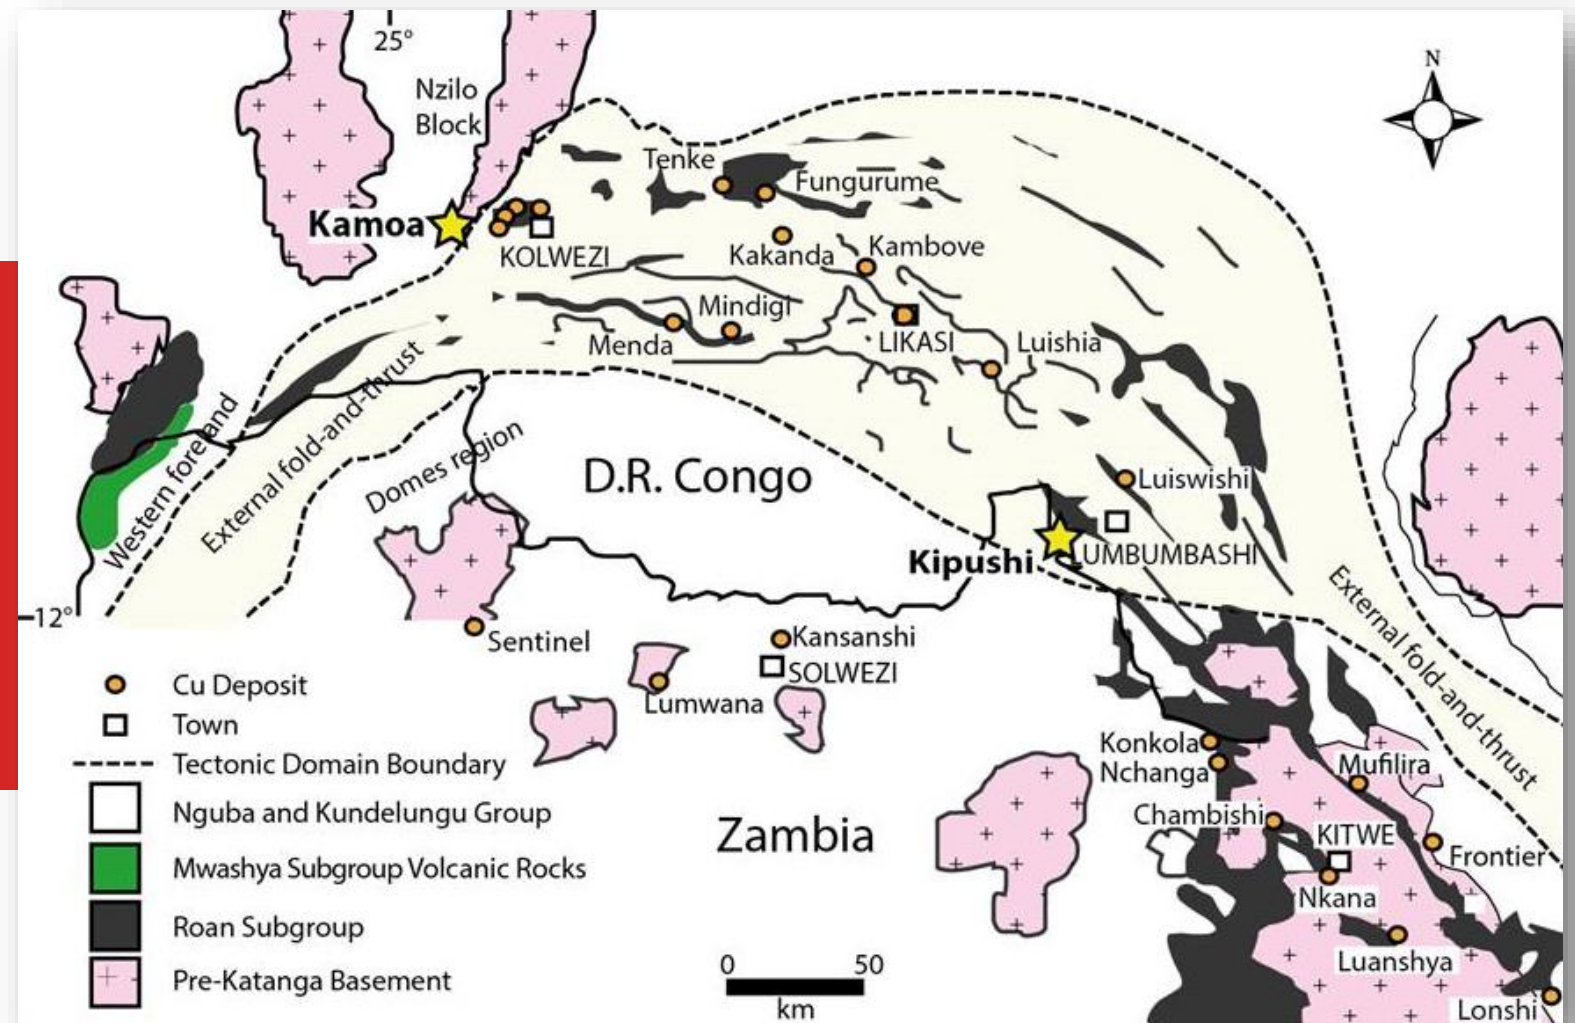 25°
N
Nzilo
Block
Tenke
Fungurume
Kamoa
KOLWEZI
Kakanda
Kambove
Mindigi
Menda
LIKASI
Luishia
Western foreland
External fold-and-thrust
Domes region
D.R. Congo
Luiswishi
LUMBUMBASHI
Kipushi
12°
External fold-and-thrust
Sentinel
Kansanshi
SOLWEZI
Lumwana
Konkola
Nchanga
Mufilira
Chambishi
KITWE
Frontier
Nkana
Luanshya
Lonshi
Zambia
Cu Deposit
Town
Tectonic Domain Boundary
Nguba and Kundelungu Group
Mwashya Subgroup Volcanic Rocks
Roan Subgroup
Pre-Katanga Basement
0 50
km